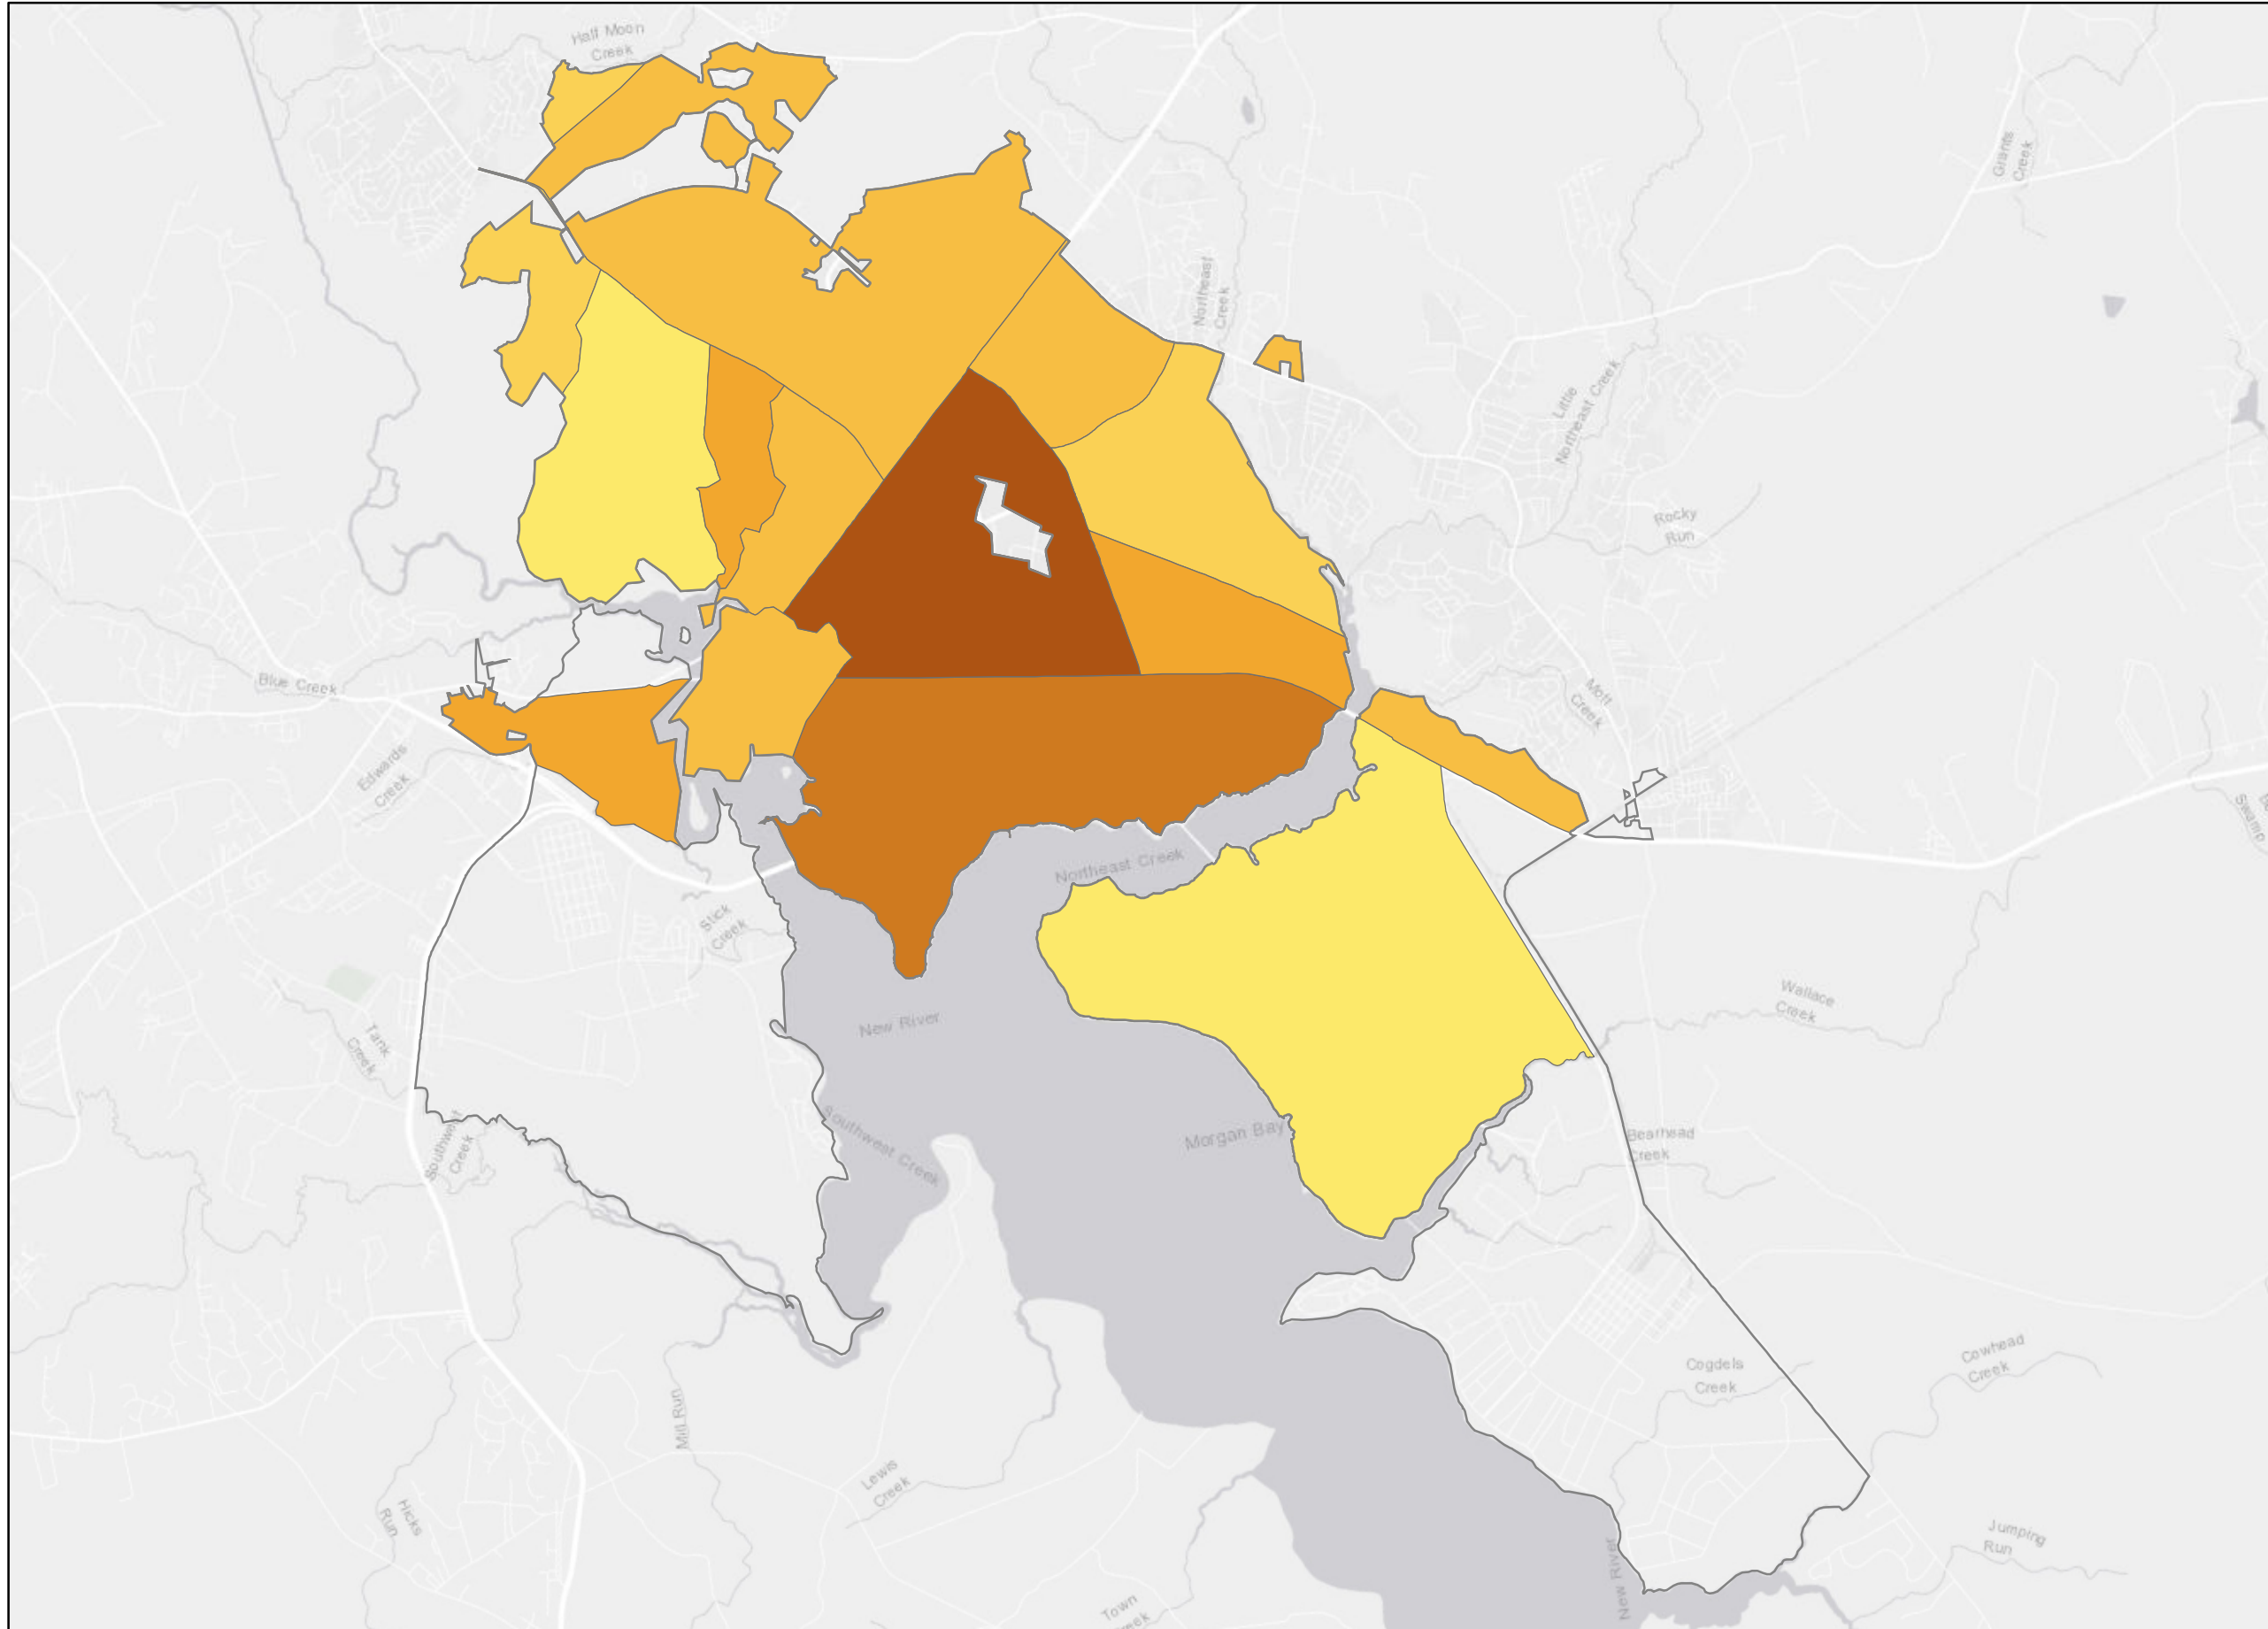 Half Moon
Creek
Grants
Creek
Northeast
Creek
Little
Northeast Creek
Rocky
Run
Blue Creek
Mott
Creek
Edwards
Creek
Swamp
Northeast Creek
Stick
Creek
Wallace
Creek
New River
Tank
Creek
Southwest Creek
Morgan Bay
Southwest
Creek
Bearhead
Creek
Cowhead
Creek
Cogdels
Creek
Mill Run
Lewis
Creek
Hicks
Run
Jumping
Run
New River
Town